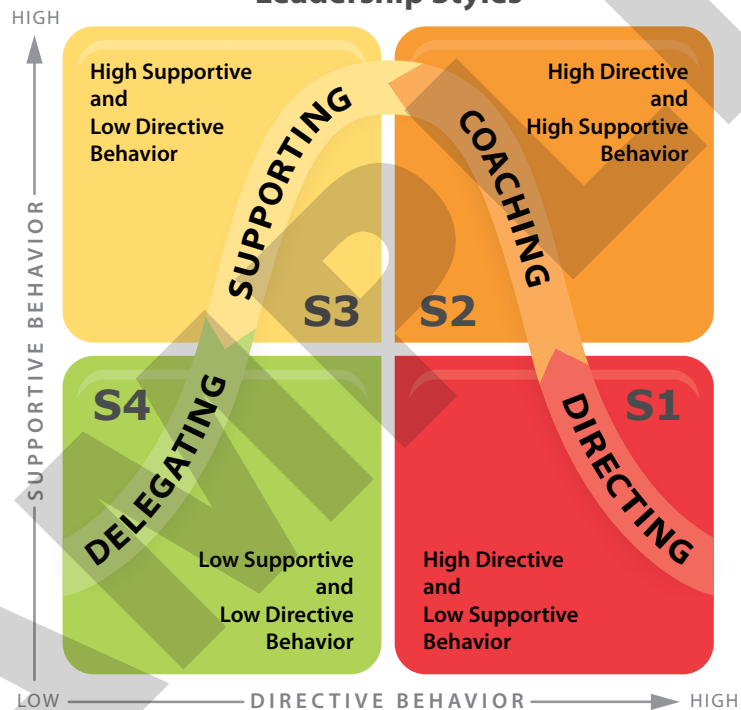 Leadership Styles
HIGH
High Supportive
and
Low Directive
Behavior
High Directive
and
High Supportive
Behavior
SUPPORTING
COACHING
S3
S2
SUPPORTIVE BEHAVIOR
S4
S1
DELEGATING
DIRECTING
Low Supportive
and
Low Directive
Behavior
High Directive
and
Low Supportive
Behavior
LOW
DIRECTIVE BEHAVIOR
HIGH